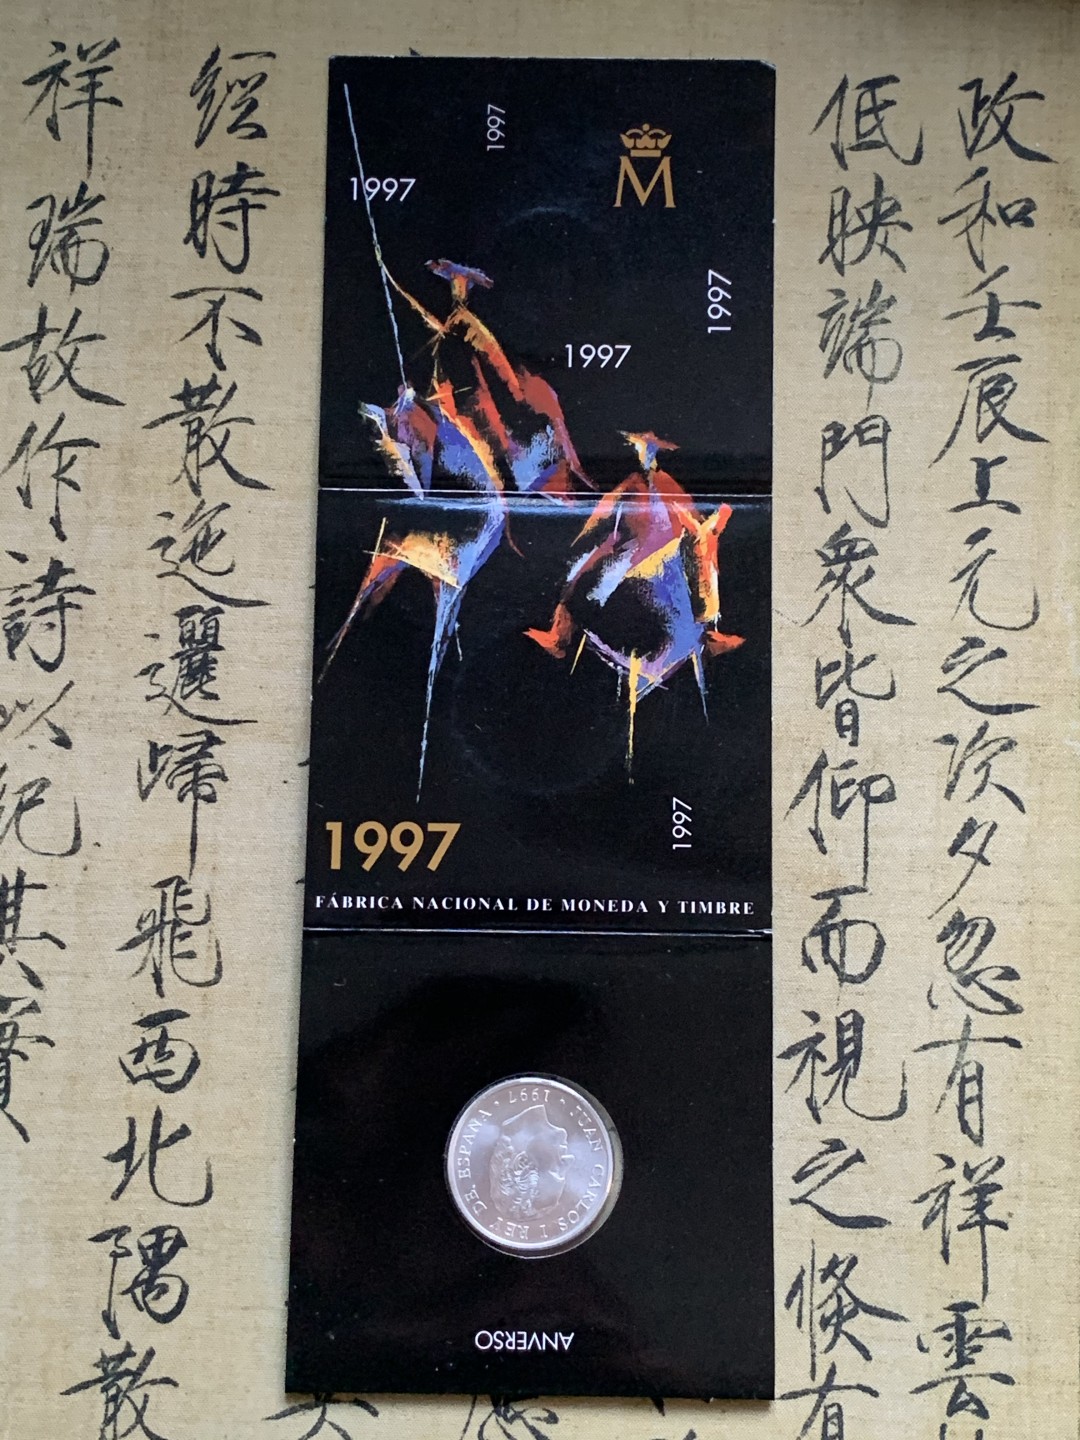 政和壬辰上元之次夕忽有祥雲
低映端門衆皆仰而視之倏有
1997
M
1997
1997
1997
1997
1997
FÁBRICA NACIONAL DE MONEDA Y TIMBRE
JUAN CARLOS I REY DE ESPAÑA · 1997 ·
ANVERSO
經時不散迤邐歸飛西北隅散
祥瑞故作詩以紀其實